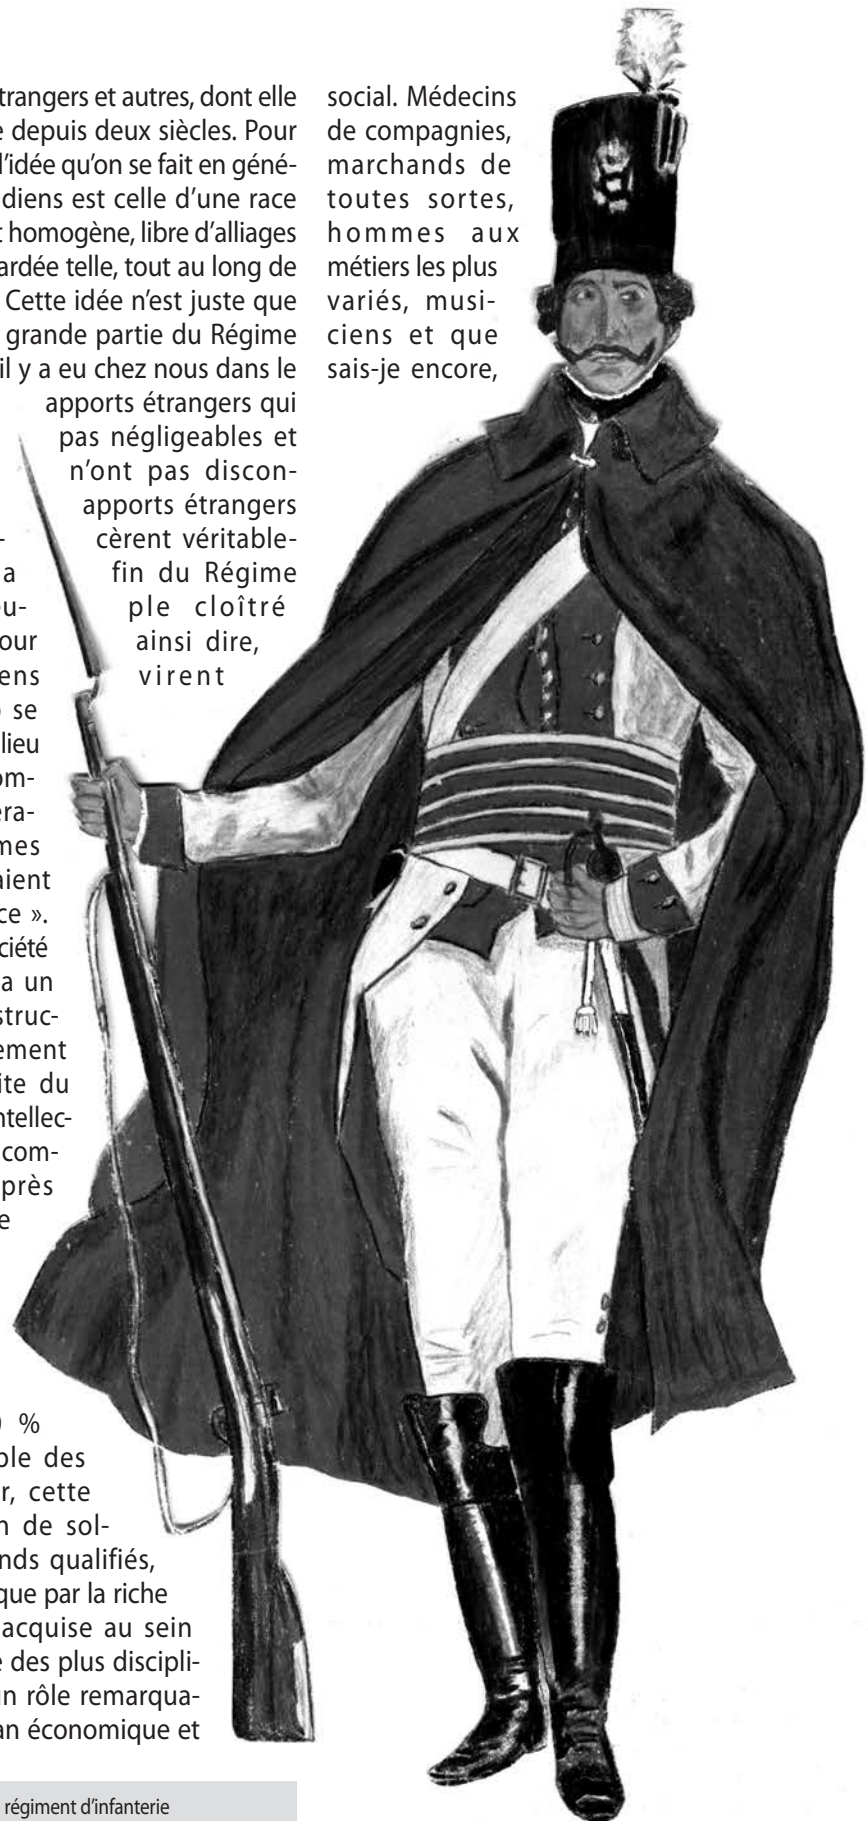 trangers et autres, dont elle
e depuis deux siècles. Pour
l'idée qu'on se fait en géné-
diens est celle d'une race
t homogène, libre d'alliages
ardée telle, tout au long de
Cette idée n'est juste que
grande partie du Régime
il y a eu chez nous dans le
apports étrangers qui
pas négligeables et
n'ont pas discon-
apports étrangers
-
cèrent véritable-
a
fin du Régime
eu-
ple cloîtré
our
ainsi dire,
ens
virent
se
lieu
om-
éra-
mes
aient
ce ».
ciété
a un
struc-
ement
ite du
ntellec-
com-
près
e
%
ple des
r, cette
n de sol-
nds qualifiés,
que par la riche
acquise au sein
e des plus discipli-
un rôle remarqua-
an économique et
social. Médecins
de compagnies,
marchands de
toutes sortes,
hommes aux
métiers les plus
variés, musi-
ciens et que
sais-je encore,
régiment d'infanterie